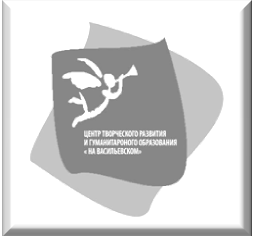 ЦЕНТР ТВОРЧЕСКОГО РАЗВИТИЯ
И ГУМАНИТАРОНОГО ОБРАЗОВАНИЯ
« НА ВАСИЛЬЕВСКОМ»